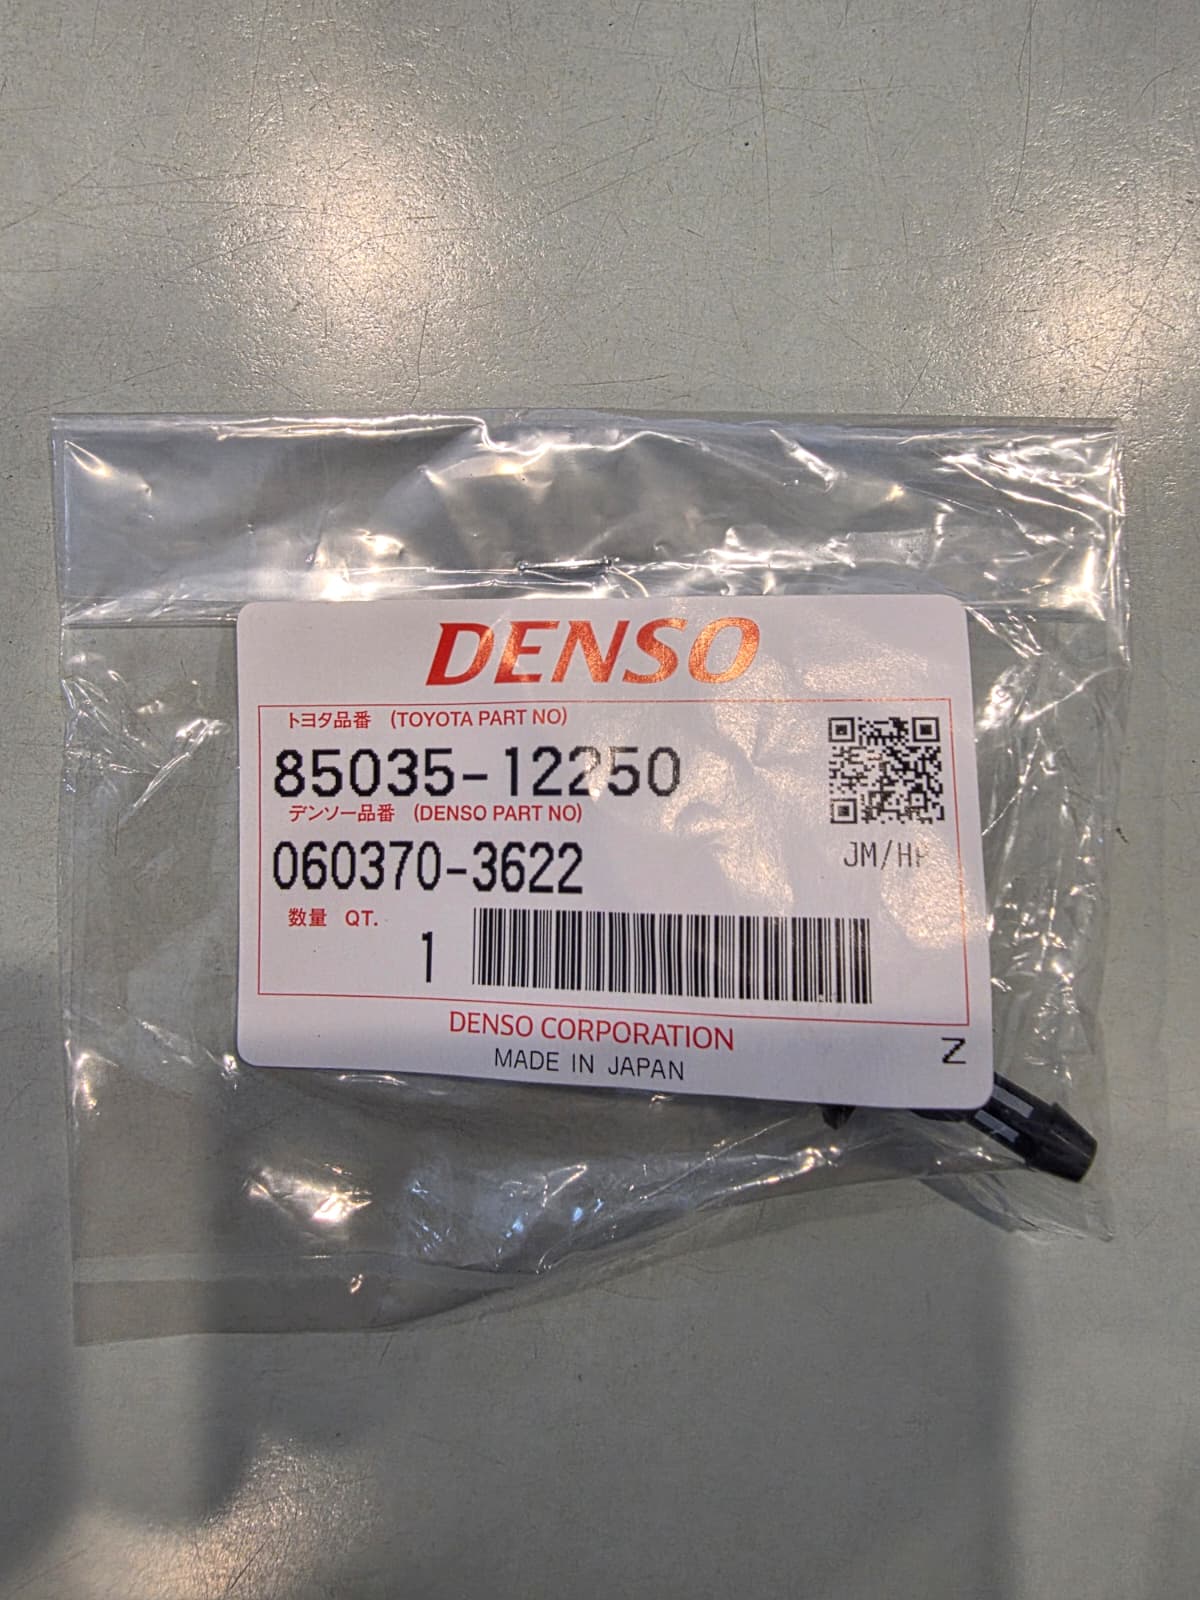 DENSO
トヨタ品番 (TOYOTA PART NO)
85035-12250
デンソー品番 (DENSO PART NO)
060370-3622
JM/HP
数量 QT.
1
DENSO CORPORATION
MADE IN JAPAN
Z